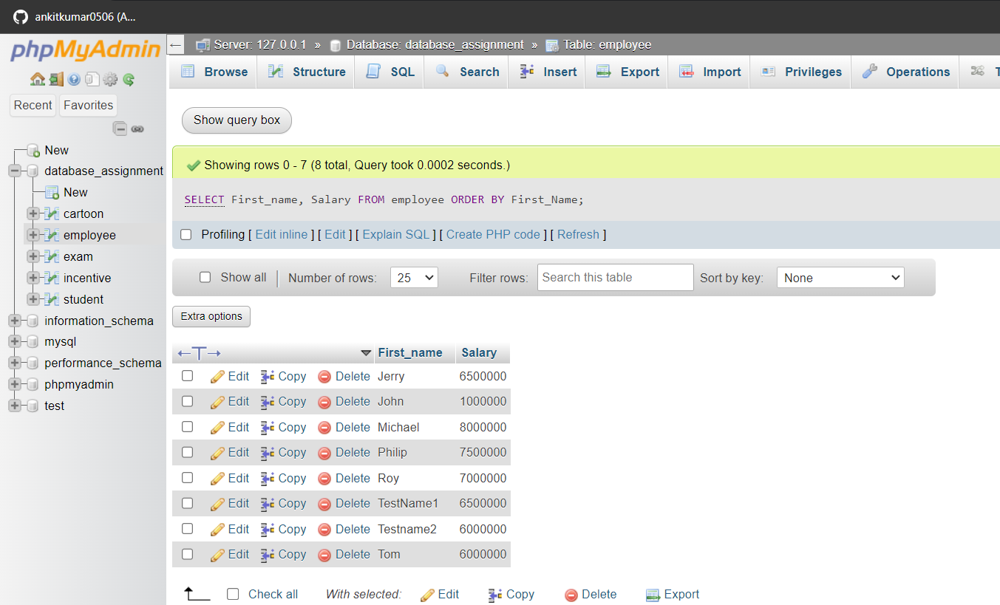 ankitkumar0506 (A...
phpMyAdmin
Recent Favorites
New
database_assignment
New
cartoon
employee
exam
incentive
student
information_schema
mysql
performance_schema
phpmyadmin
test
← Server: 127.0.0.1 » Database: database_assignment » Table: employee
Browse Structure SQL Search Insert Export Import Privileges Operations T
Show query box
Showing rows 0 - 7 (8 total, Query took 0.0002 seconds.)
SELECT First_name, Salary FROM employee ORDER BY First_Name;
Profiling [ Edit inline ] [ Edit ] [ Explain SQL ] [ Create PHP code ] [ Refresh ]
Show all | Number of rows: 25 Filter rows: Search this table Sort by key: None
Extra options
←T→ First_name Salary
Edit Copy Delete Jerry 6500000
Edit Copy Delete John 1000000
Edit Copy Delete Michael 8000000
Edit Copy Delete Philip 7500000
Edit Copy Delete Roy 7000000
Edit Copy Delete TestName1 6500000
Edit Copy Delete Testname2 6000000
Edit Copy Delete Tom 6000000
Check all With selected: Edit Copy Delete Export